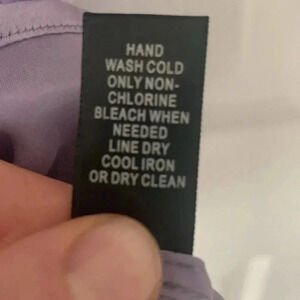 HAND
WASH COLD
ONLY NON-
CHLORINE
BLEACH WHEN
NEEDED
LINE DRY
COOL IRON
OR DRY CLEAN